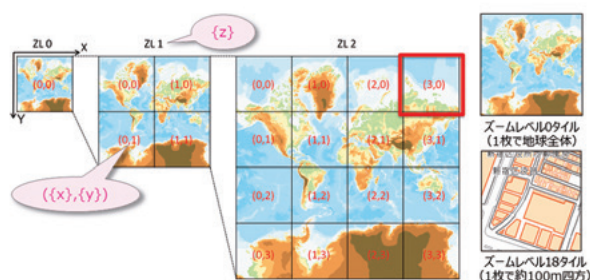 ZL 0
X
Y
(0,0)
ZL 1
{z}
(0,0)
(1,0)
(0,1)
(1,1)
({x},{y})
ZL 2
(0,0)
(1,0)
(2,0)
(3,0)
(0,1)
(1,1)
(2,1)
(3,1)
(0,2)
(1,2)
(2,2)
(3,2)
(0,3)
(1,3)
(2,3)
(3,3)
ズームレベル0タイル
(1枚で地球全体)
ズームレベル18タイル
(1枚で約100m四方)